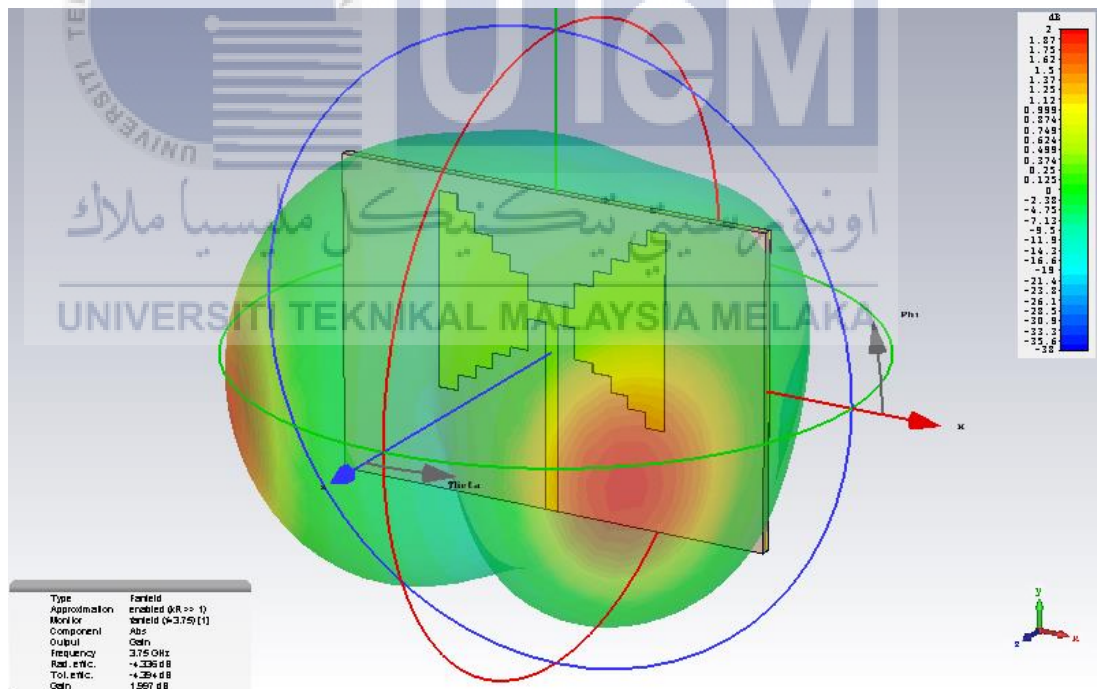 UNIVERSITI TE
UTeM
اونيۏرسيتي تيكنيكل مليسيا ملاك
UNIVERSITI TEKNIKAL MALAYSIA MELAKA
dB
2
1.87
1.75
1.62
1.5
1.37
1.25
1.12
0.999
0.874
0.749
0.624
0.499
0.374
0.25
0.125
0
-2.38
-4.75
-7.13
-9.5
-11.9
-14.3
-16.6
-19
-21.4
-23.8
-26.1
-28.5
-30.9
-33.3
-35.6
-38
Phi
x
z
Theta
y
z
x
Type Farfield
Approximation enabled (kR >> 1)
Monitor farfield (f=3.75) [1]
Component Abs
Output Gain
Frequency 3.75 GHz
Rad. effic. -4.336 dB
Tot. effic. -4.394 dB
Gain 1.997 dB